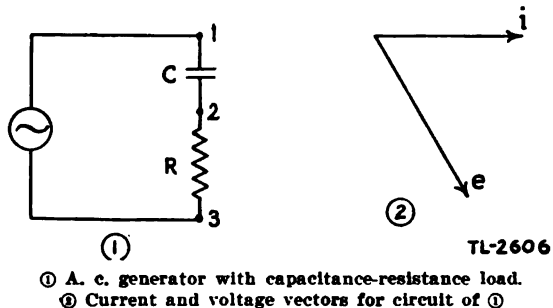 1
C
2
R
3
①
i
e
②
TL-2606
① A. c. generator with capacitance-resistance load.
② Current and voltage vectors for circuit of ①